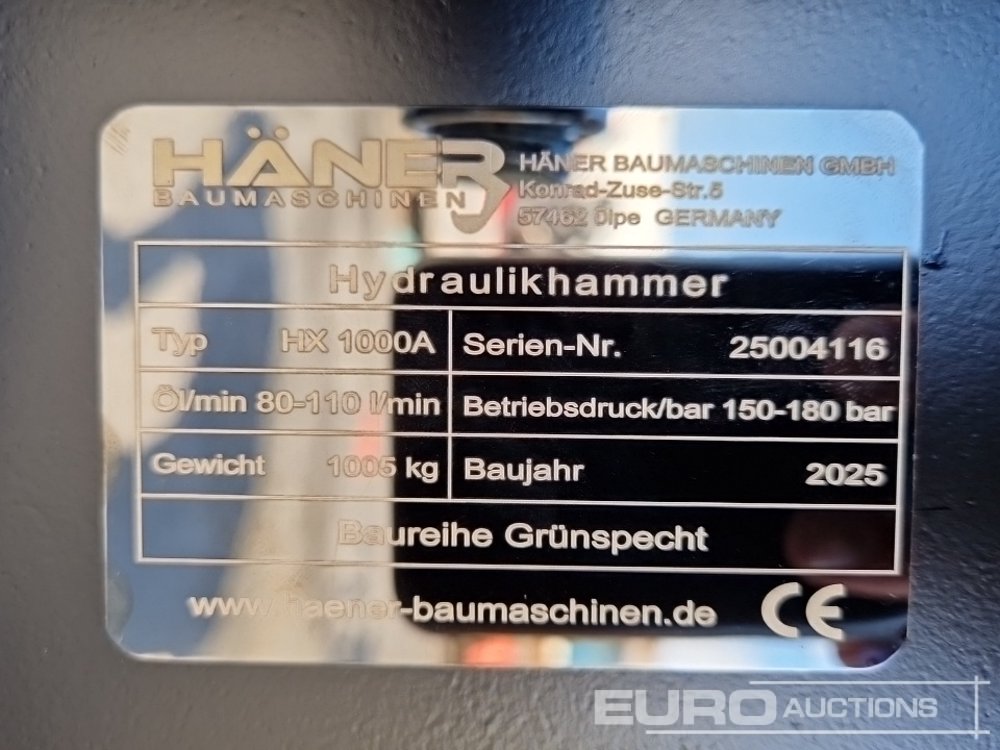 HÄNER
BAUMASCHINEN
HÄNER BAUMASCHINEN GMBH
Konrad-Zuse-Str.5
57462 Olpe GERMANY
Hydraulikhammer
Typ HX 1000A
Serien-Nr. 25004116
Öl/min 80-110 l/min
Betriebsdruck/bar 150-180 bar
Gewicht 1005 kg
Baujahr 2025
Baureihe Grünspecht
www.haener-baumaschinen.de CE
EURO AUCTIONS